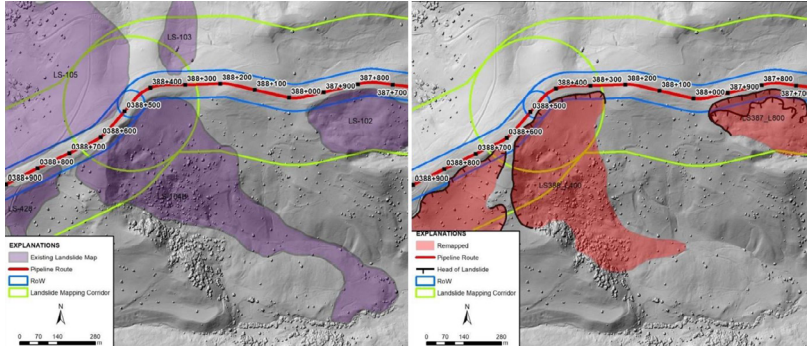 LS-103
LS-105
388+400
388+300
388+200
388+100
388+000
387+900
387+800
387+700
0388+500
0388+600
0388+700
0388+800
0388+900
LS-102
LS-428
EXPLANATIONS
Existing Landslide Map
Pipeline Route
RoW
Landslide Mapping Corridor
N
0 70 140 280
m
388+400
388+300
388+200
388+100
388+000
387+900
387+800
387+700
0388+500
0388+600
0388+700
0388+800
0388+900
LS387_L800
EXPLANATIONS
Remapped
Pipeline Route
Head of Landslide
RoW
Landslide Mapping Corridor
N
0 70 140 280
m